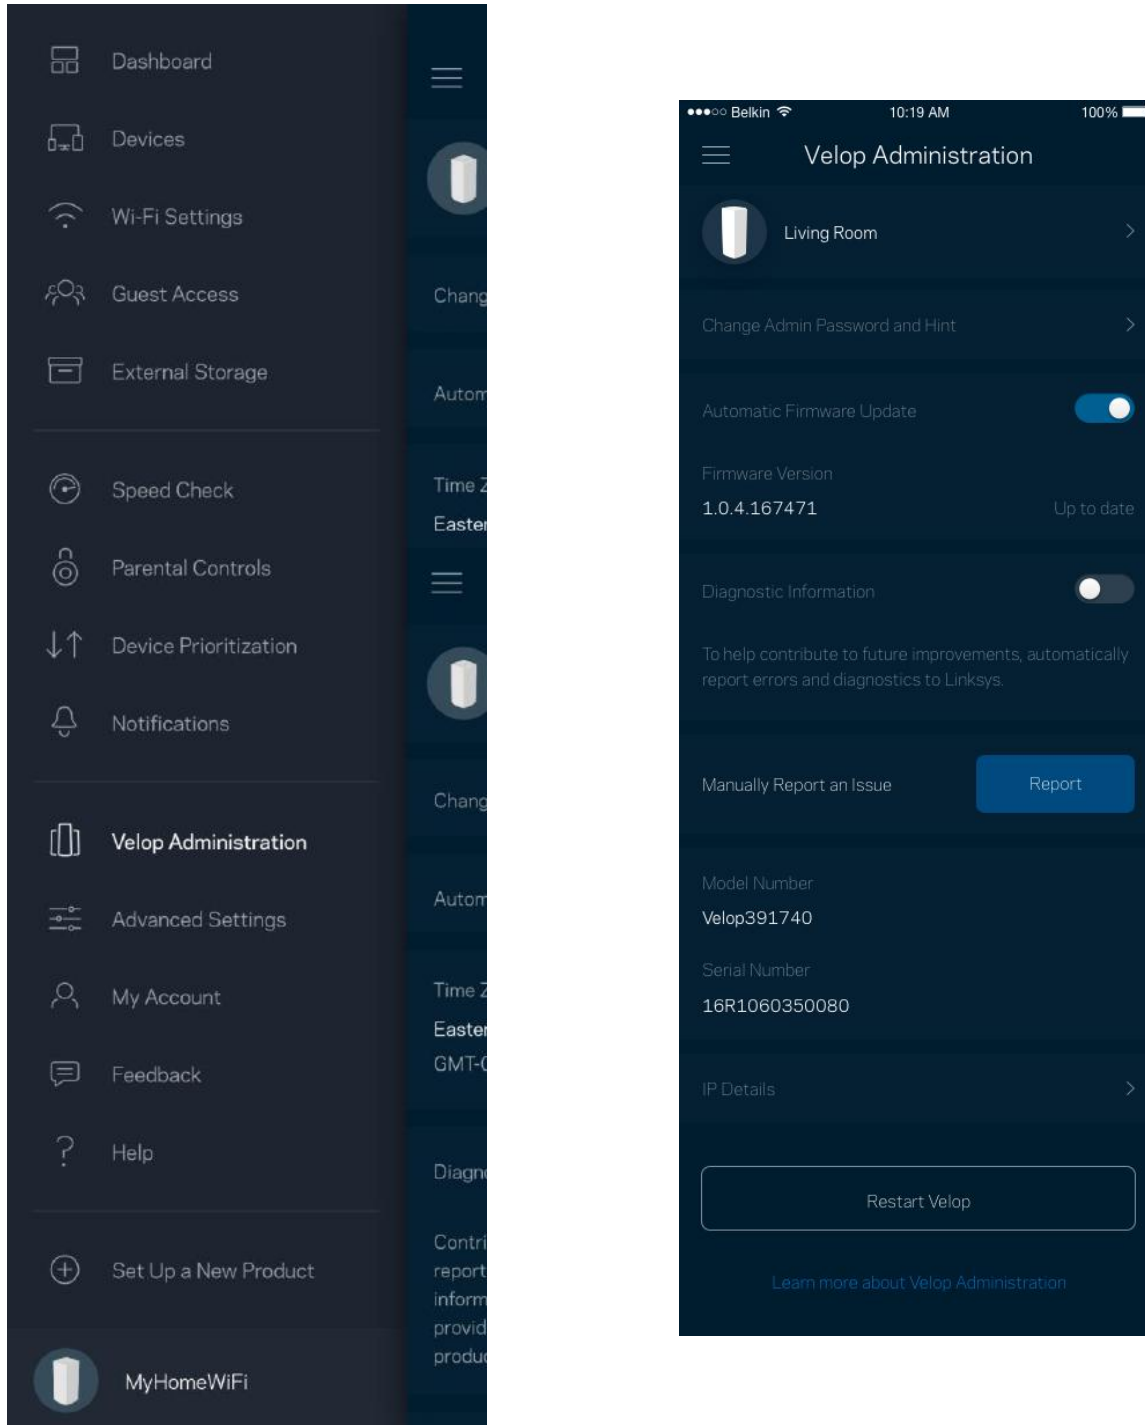 Dashboard
Devices
Wi-Fi Settings
Guest Access
External Storage
Speed Check
Parental Controls
Device Prioritization
Notifications
Velop Administration
Advanced Settings
My Account
Feedback
Help
Set Up a New Product
MyHomeWiFi
Chang
Autom
Time Z
Easter
Chang
Autom
Time Z
Easter
GMT-0
Diagno
Contri
report
inform
provid
produc
Belkin 10:19 AM 100%
Velop Administration
Living Room
Change Admin Password and Hint
Automatic Firmware Update
Firmware Version
1.0.4.167471 Up to date
Diagnostic Information
To help contribute to future improvements, automatically
report errors and diagnostics to Linksys.
Manually Report an Issue Report
Model Number
Velop391740
Serial Number
16R1060350080
IP Details
Restart Velop
Learn more about Velop Administration